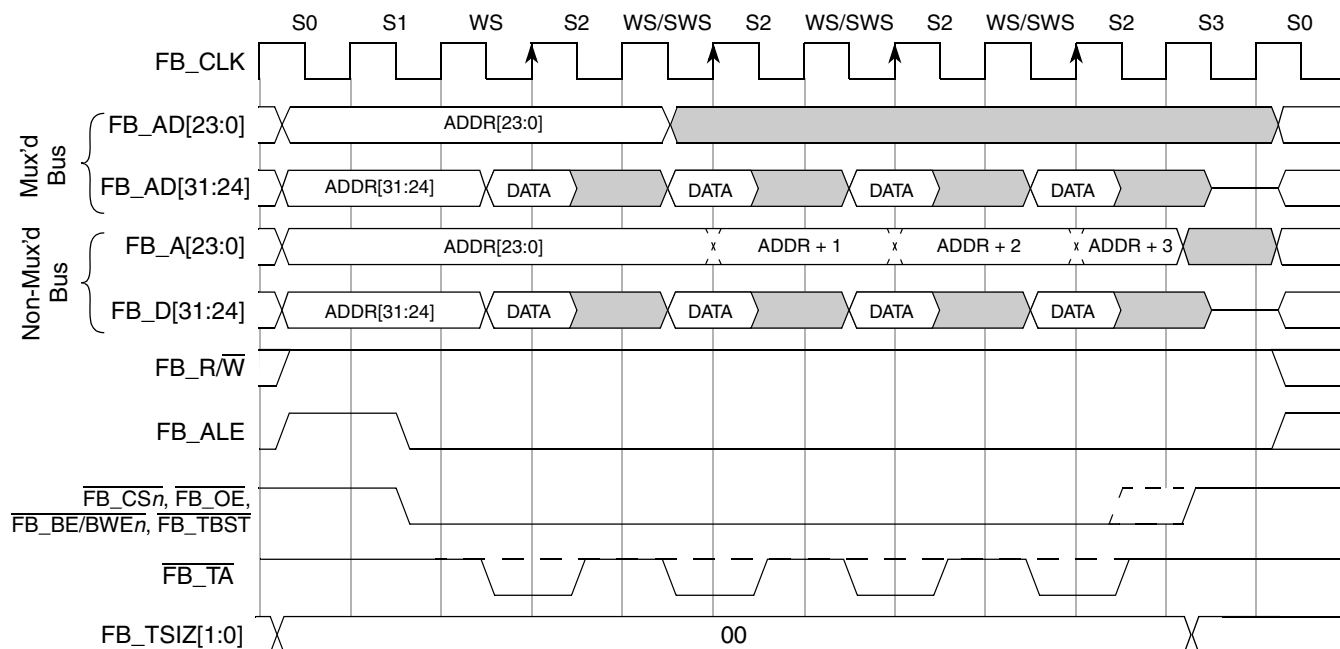 S0 S1 WS S2 WS/SWS S2 WS/SWS S2 WS/SWS S2 S3 S0
FB_CLK
Mux'd Bus
FB_AD[23:0] ADDR[23:0]
FB_AD[31:24] ADDR[31:24] DATA DATA DATA DATA
Non-Mux'd Bus
FB_A[23:0] ADDR[23:0] x ADDR + 1 x ADDR + 2 x ADDR + 3
FB_D[31:24] ADDR[31:24] DATA DATA DATA DATA
FB_R/W
FB_ALE
FB_CSn, FB_OE,
FB_BE/BWEn, FB_TBST
FB_TA
FB_TSIZ[1:0] 00